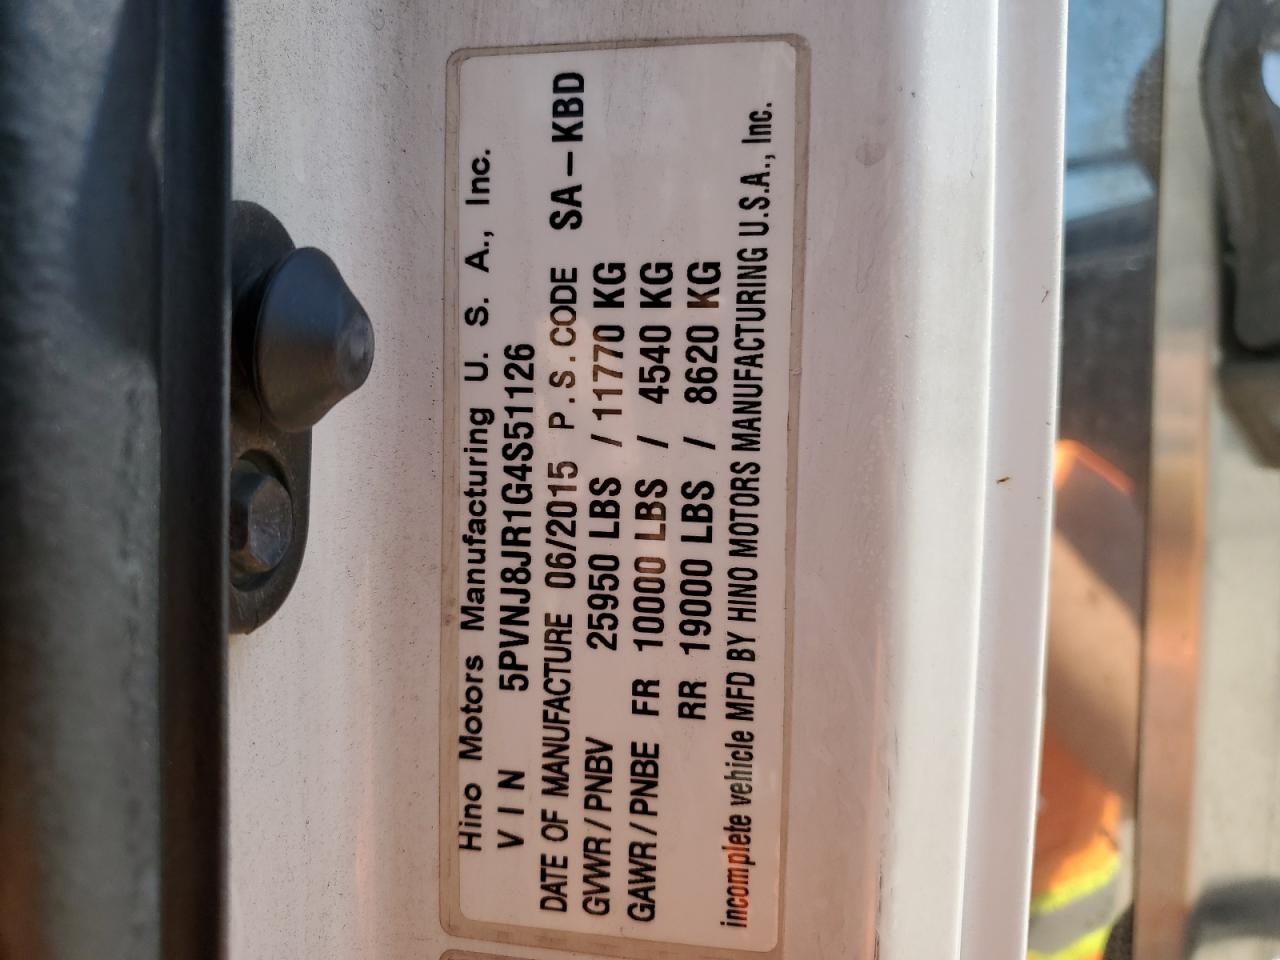 Hino Motors Manufacturing U. S. A., Inc.
VIN 5PVNJ8JR1G4S51126
DATE OF MANUFACTURE 06/2015 P.S.CODE SA-KBD
GVWR/PNBV 25950 LBS / 11770 KG
GAWR/PNBE FR 10000 LBS / 4540 KG
RR 19000 LBS / 8620 KG
incomplete vehicle MFD BY HINO MOTORS MANUFACTURING U.S.A., Inc.